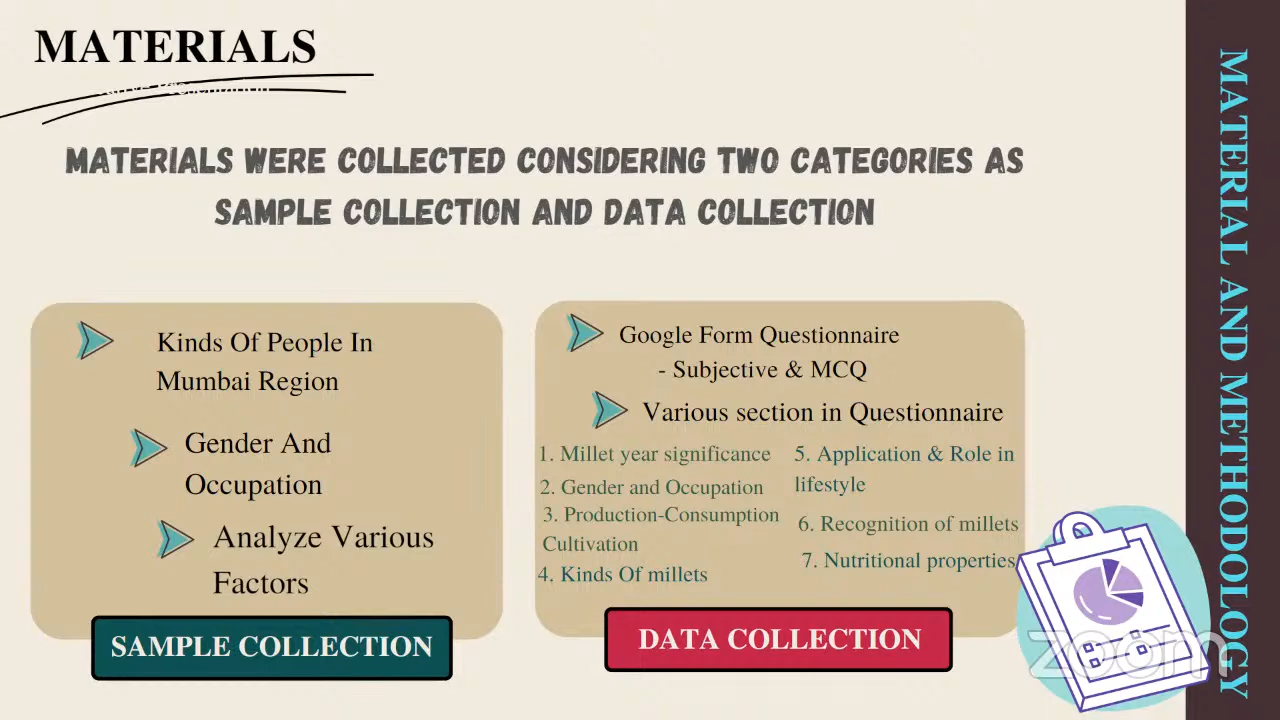 MATERIALS
Presentation
MATERIALS WERE COLLECTED CONSIDERING TWO CATEGORIES AS
SAMPLE COLLECTION AND DATA COLLECTION
Kinds Of People In
Mumbai Region
Gender And
Occupation
Analyze Various
Factors
SAMPLE COLLECTION
Google Form Questionnaire
- Subjective & MCQ
Various section in Questionnaire
1. Millet year significance
2. Gender and Occupation
3. Production-Consumption
Cultivation
4. Kinds Of millets
5. Application & Role in
lifestyle
6. Recognition of millets
7. Nutritional properties
DATA COLLECTION
MATERIAL AND METHODOLOGY
zoom